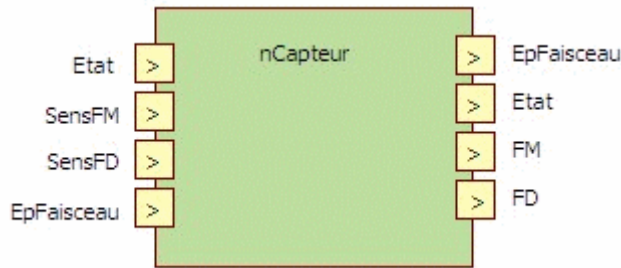 nCapteur
Etat
SensFM
SensFD
EpFaisceau
EpFaisceau
Etat
FM
FD
>
>
>
>
>
>
>
>